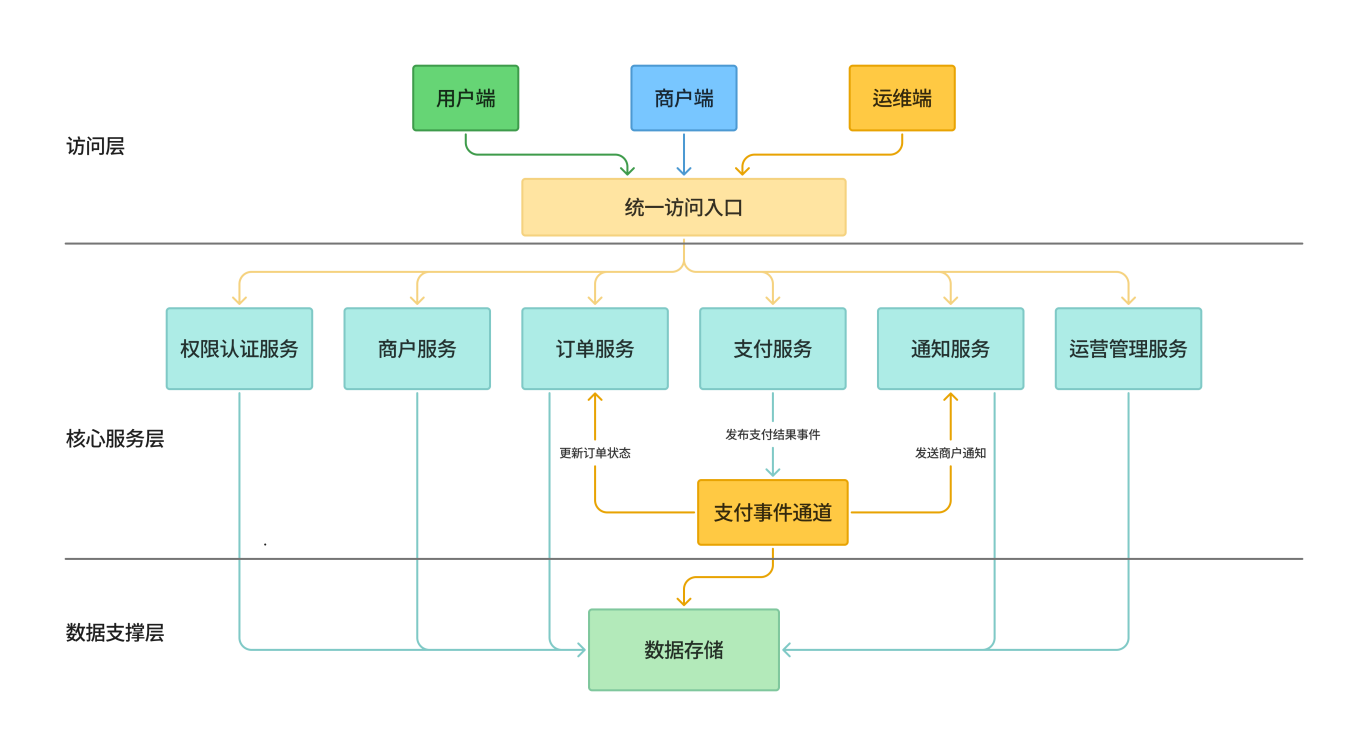 用户端
商户端
运维端
访问层
统一访问入口
权限认证服务
商户服务
订单服务
支付服务
通知服务
运营管理服务
核心服务层
发布支付结果事件
更新订单状态
发送商户通知
支付事件通道
.
数据支撑层
数据存储